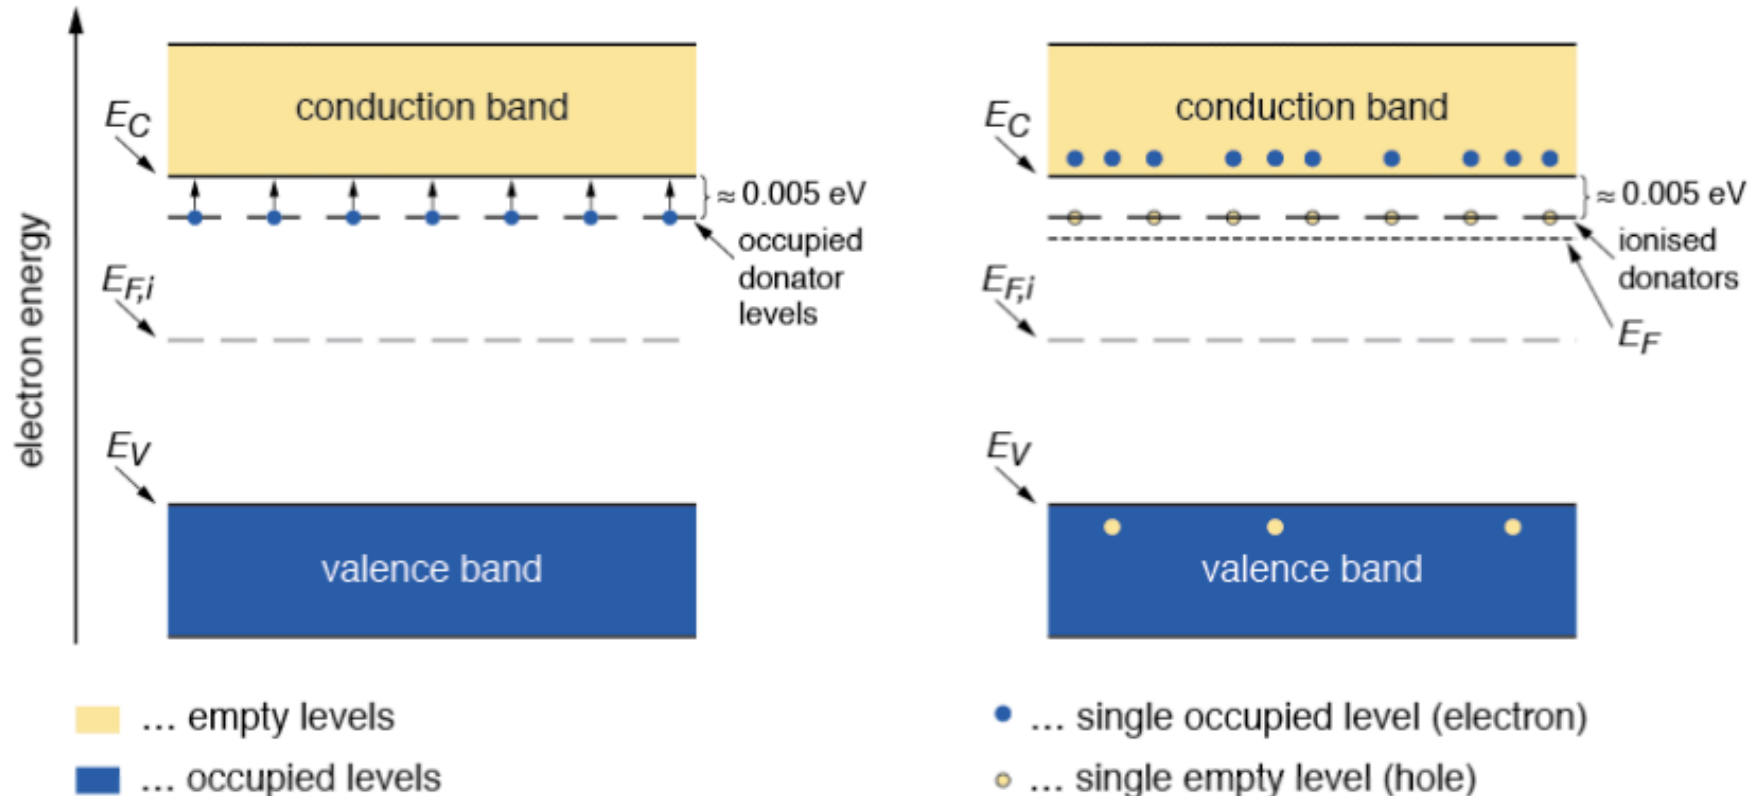 electron energy
conduction band
E_C
≈ 0.005 eV
occupied
donator
levels
E_{F,i}
E_V
valence band
... empty levels
... occupied levels
conduction band
E_C
≈ 0.005 eV
ionised
donators
E_{F,i}
E_F
E_V
valence band
... single occupied level (electron)
... single empty level (hole)